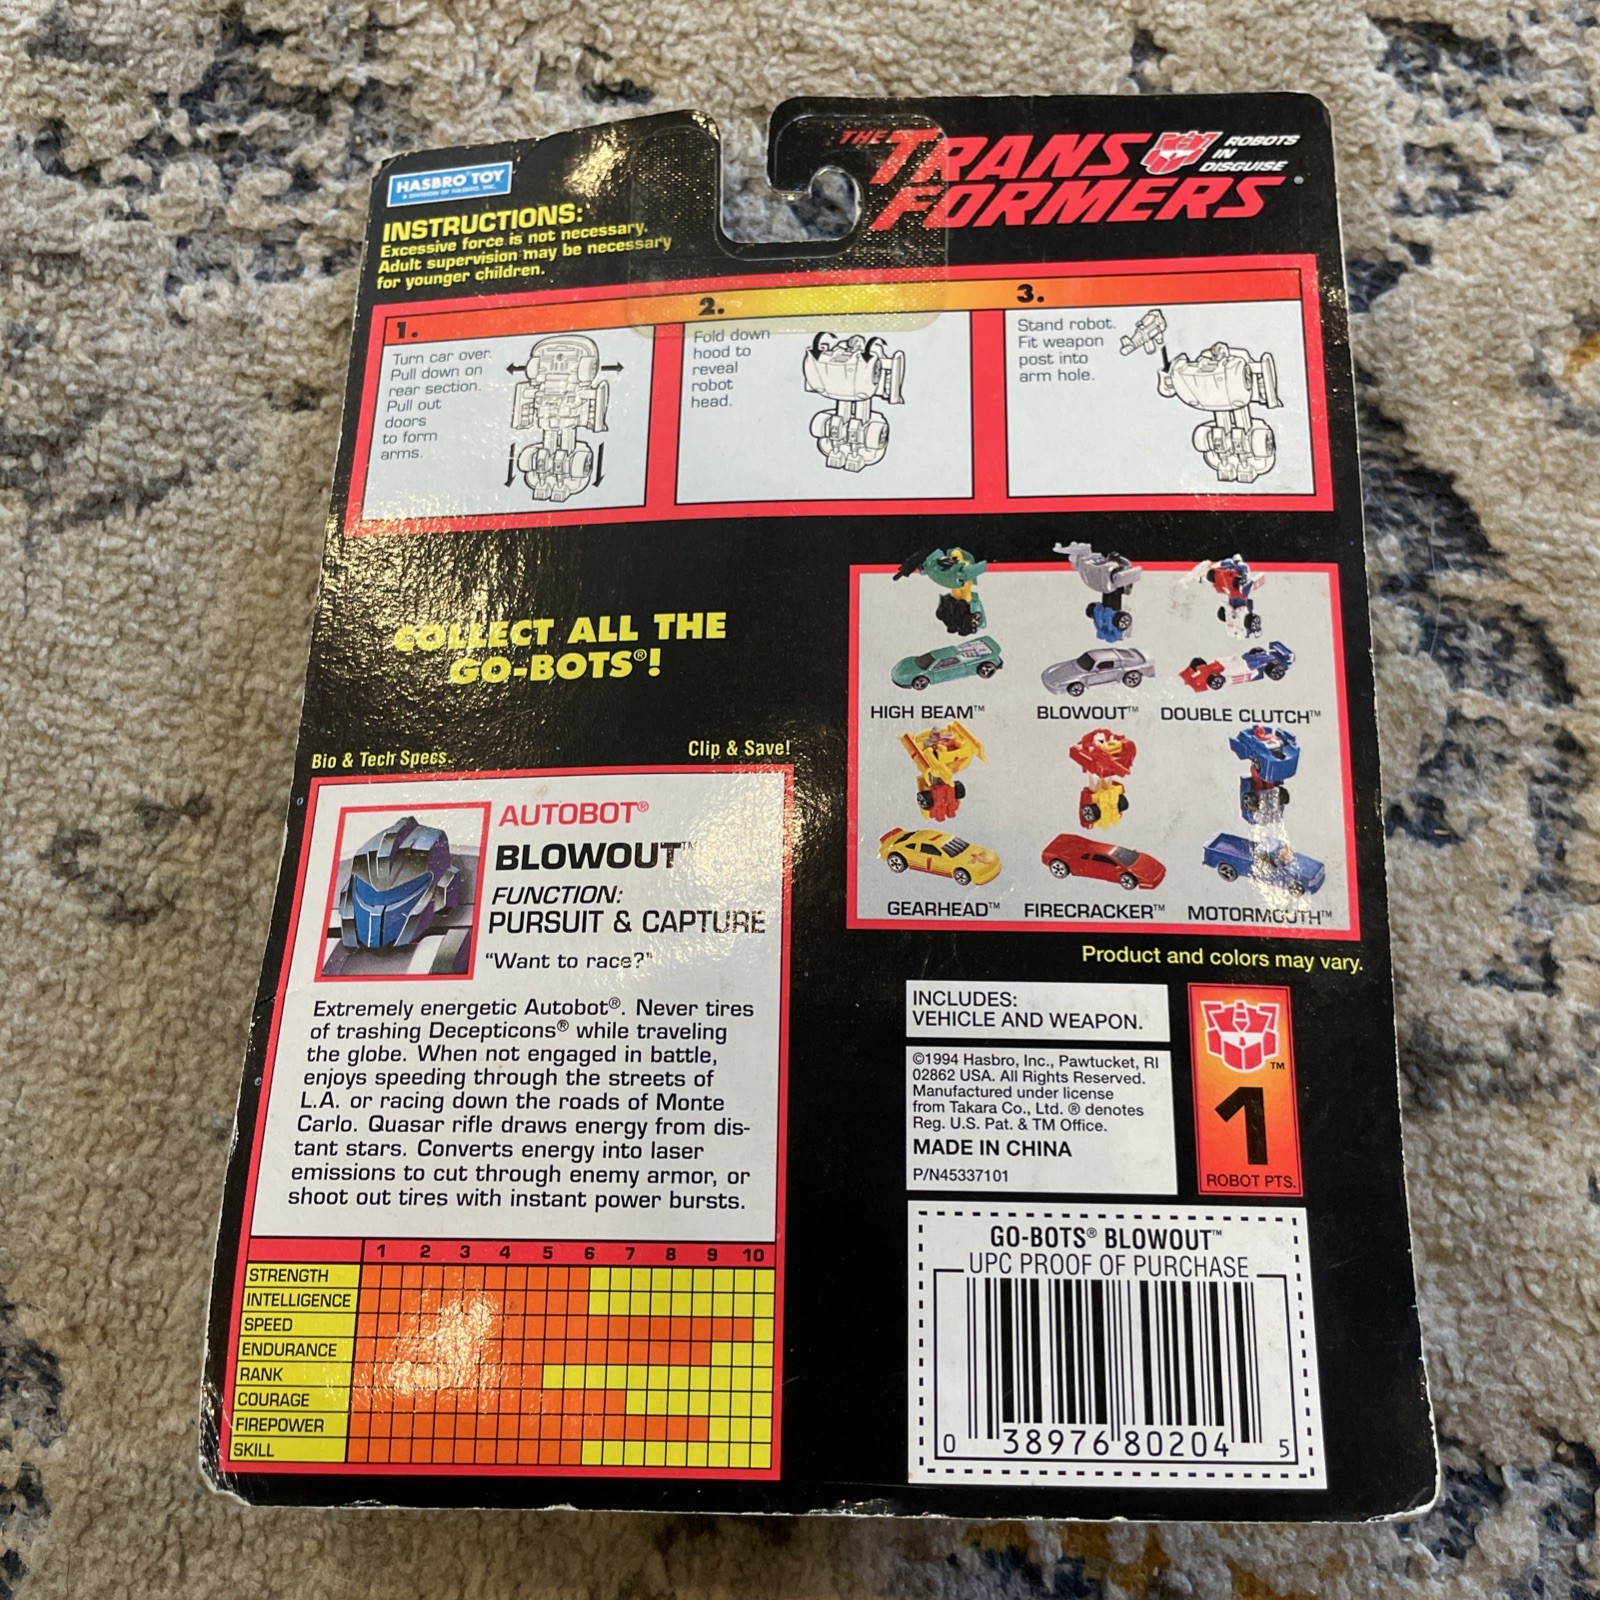 HASBRO TOY
A DIVISION OF HASBRO, INC.
THE TRANSFORMERS®
ROBOTS
IN
DISGUISE
INSTRUCTIONS:
Excessive force is not necessary.
Adult supervision may be necessary
for younger children.
1.
Turn car over.
Pull down on
rear section.
Pull out
doors
to form
arms.
2.
Fold down
hood to
reveal
robot
head.
3.
Stand robot.
Fit weapon
post into
arm hole.
COLLECT ALL THE
GO-BOTS®!
HIGH BEAM™
BLOWOUT™
DOUBLE CLUTCH™
GEARHEAD™
FIRECRACKER™
MOTORMOUTH™
Product and colors may vary.
Bio & Tech Specs
Clip & Save!
AUTOBOT®
BLOWOUT™
FUNCTION:
PURSUIT & CAPTURE
“Want to race?”
Extremely energetic Autobot®. Never tires
of trashing Decepticons® while traveling
the globe. When not engaged in battle,
enjoys speeding through the streets of
L.A. or racing down the roads of Monte
Carlo. Quasar rifle draws energy from dis-
tant stars. Converts energy into laser
emissions to cut through enemy armor, or
shoot out tires with instant power bursts.
1 2 3 4 5 6 7 8 9 10
STRENGTH
INTELLIGENCE
SPEED
ENDURANCE
RANK
COURAGE
FIREPOWER
SKILL
INCLUDES:
VEHICLE AND WEAPON.
©1994 Hasbro, Inc., Pawtucket, RI
02862 USA. All Rights Reserved.
Manufactured under license
from Takara Co., Ltd. ® denotes
Reg. U.S. Pat. & TM Office.
MADE IN CHINA
P/N45337101
TM
1
ROBOT PTS.
GO-BOTS® BLOWOUT™
UPC PROOF OF PURCHASE
0 38976 80204 5